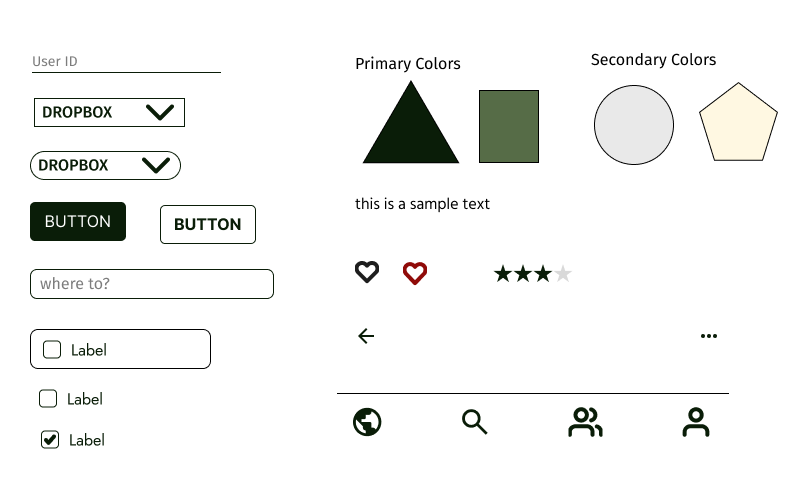 User ID
DROPBOX
DROPBOX
BUTTON
BUTTON
where to?
Label
Label
Label
Primary Colors
Secondary Colors
this is a sample text